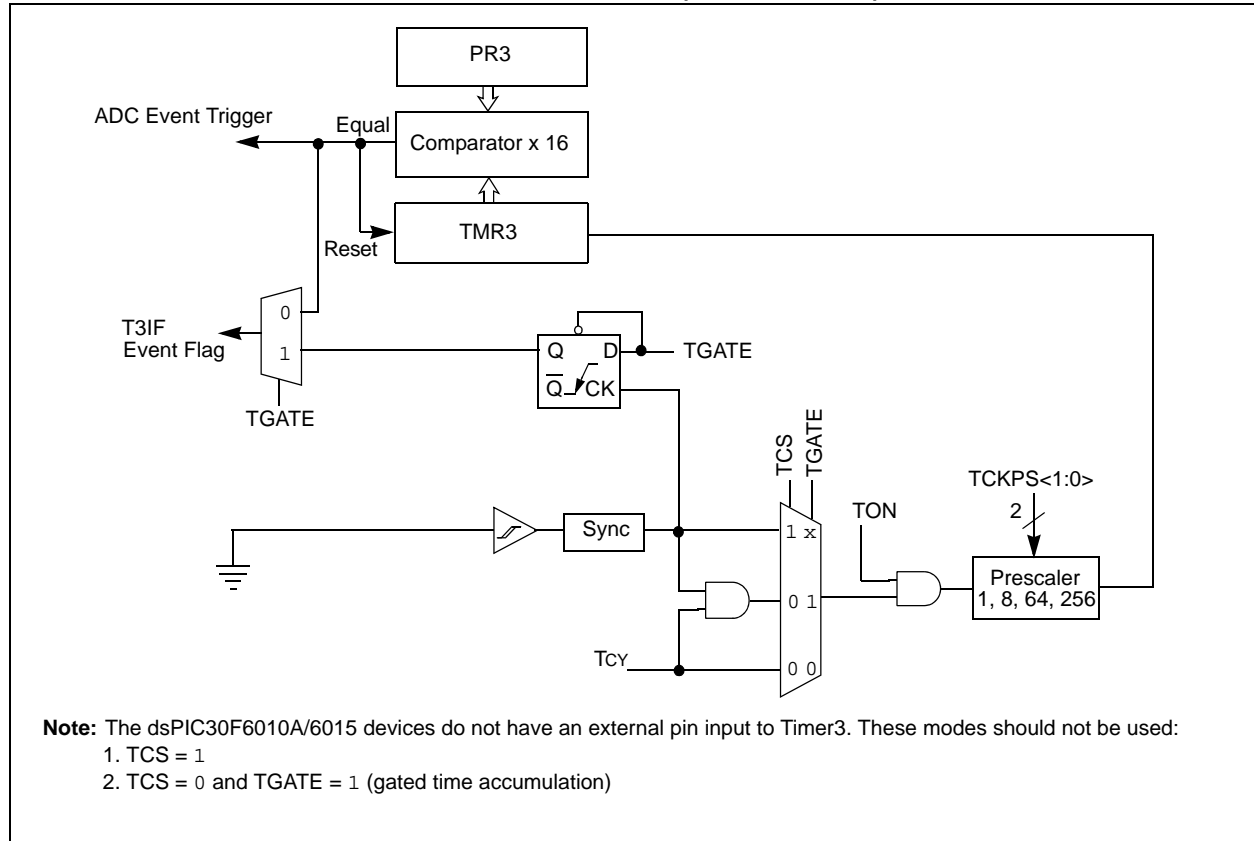 PR3
ADC Event Trigger
Equal
Comparator x 16
TMR3
Reset
0
T3IF
Event Flag
1
Q D
TGATE
Q CK
TGATE
TCS
TGATE
TCKPS<1:0>
2
TON
Sync
1 x
Prescaler
1, 8, 64, 256
0 1
TCY
0 0
Note: The dsPIC30F6010A/6015 devices do not have an external pin input to Timer3. These modes should not be used:
1. TCS = 1
2. TCS = 0 and TGATE = 1 (gated time accumulation)